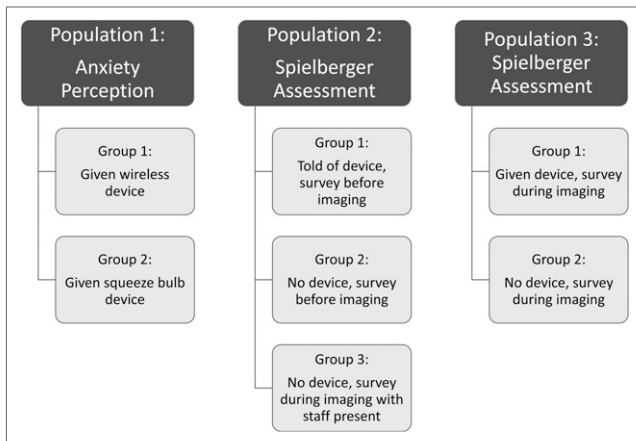 Population 1:
Anxiety
Perception
Group 1:
Given wireless
device
Group 2:
Given squeeze bulb
device
Population 2:
Spielberger
Assessment
Group 1:
Told of device,
survey before
imaging
Group 2:
No device, survey
before imaging
Group 3:
No device, survey
during imaging with
staff present
Population 3:
Spielberger
Assessment
Group 1:
Given device, survey
during imaging
Group 2:
No device, survey
during imaging